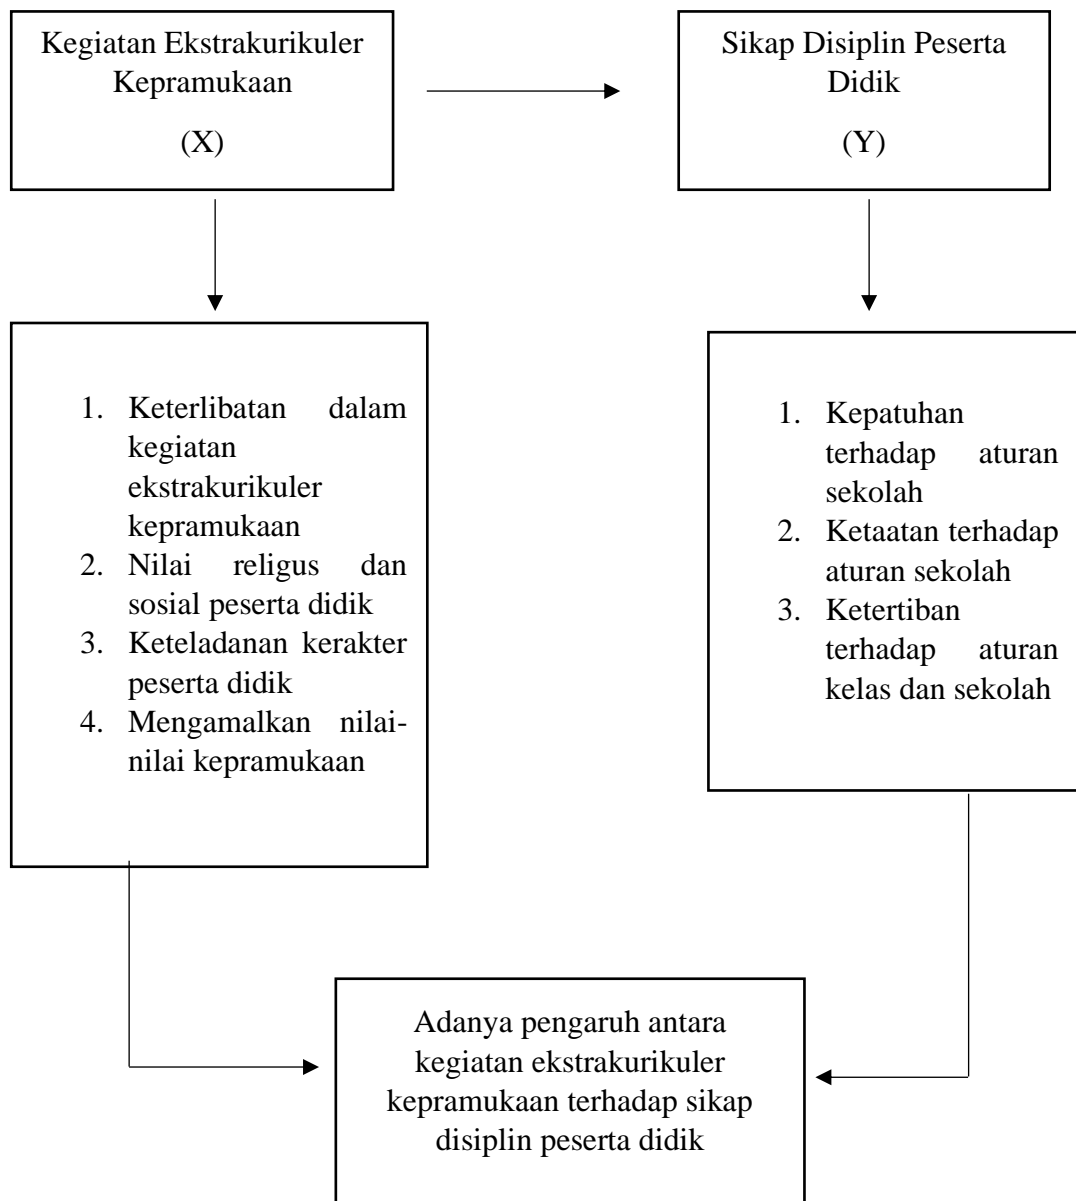 Kegiatan Ekstrakurikuler
Kepramukaan
(X)
Sikap Disiplin Peserta
Didik
(Y)
1. Keterlibatan dalam
kegiatan
ekstrakurikuler
kepramukaan
2. Nilai religus dan
sosial peserta didik
3. Keteladanan kerakter
peserta didik
4. Mengamalkan nilai-
nilai kepramukaan
1. Kepatuhan
terhadap aturan
sekolah
2. Ketaatan terhadap
aturan sekolah
3. Ketertiban
terhadap aturan
kelas dan sekolah
Adanya pengaruh antara
kegiatan ekstrakurikuler
kepramukaan terhadap sikap
disiplin peserta didik